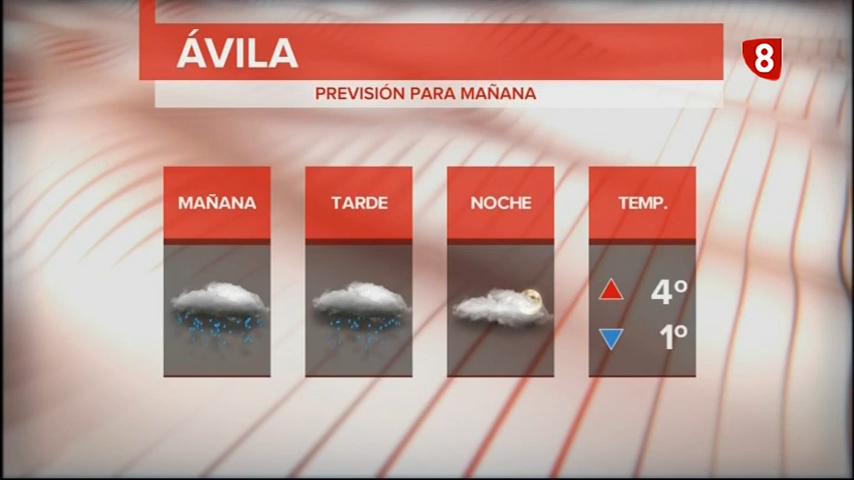 ÁVILA
8
PREVISIÓN PARA MAÑANA
MAÑANA
TARDE
NOCHE
TEMP.
4º
1º